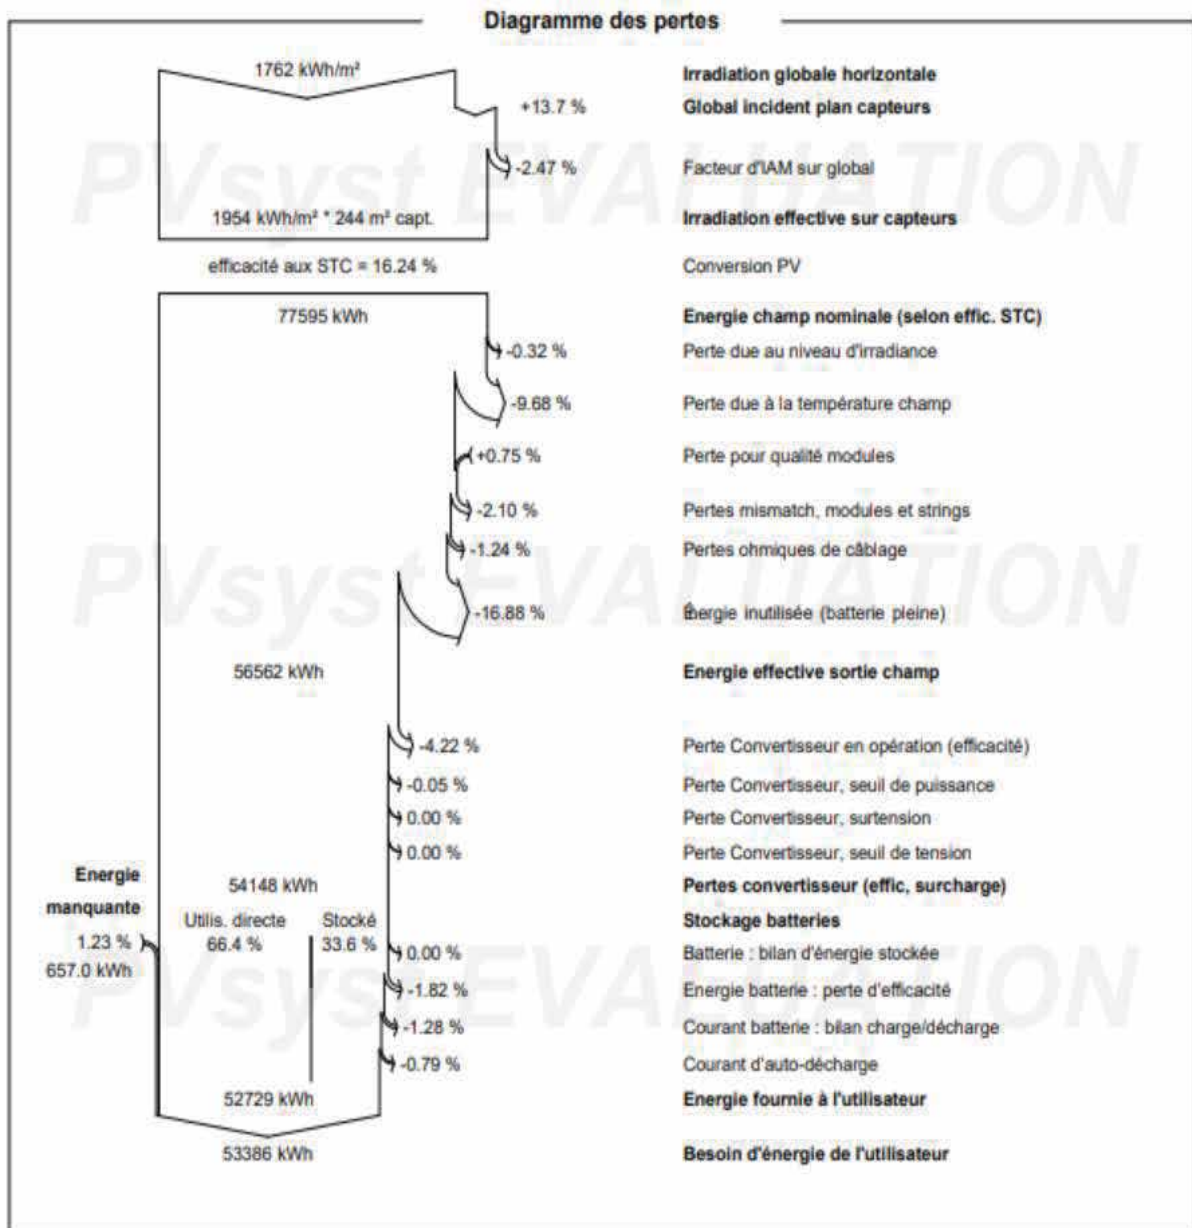 Diagramme des pertes
1762 kWh/m² Irradiation globale horizontale
+13.7 % Global incident plan capteurs
-2.47 % Facteur d'IAM sur global
1954 kWh/m² * 244 m² capt. Irradiation effective sur capteurs
efficacité aux STC = 16.24 % Conversion PV
77595 kWh Energie champ nominale (selon effic. STC)
-0.32 % Perte due au niveau d'irradiance
-9.68 % Perte due à la température champ
+0.75 % Perte pour qualité modules
-2.10 % Pertes mismatch, modules et strings
-1.24 % Pertes ohmiques de câblage
-16.88 % Énergie inutilisée (batterie pleine)
56562 kWh Energie effective sortie champ
-4.22 % Perte Convertisseur en opération (efficacité)
-0.05 % Perte Convertisseur, seuil de puissance
0.00 % Perte Convertisseur, surtension
0.00 % Perte Convertisseur, seuil de tension
Energie
54148 kWh Pertes convertisseur (effic, surcharge)
manquante
Utilis. directe Stocké Stockage batteries
1.23 % 66.4 % 33.6 % 0.00 % Batterie : bilan d'énergie stockée
657.0 kWh
-1.82 % Energie batterie : perte d'efficacité
-1.28 % Courant batterie : bilan charge/décharge
-0.79 % Courant d'auto-décharge
52729 kWh Energie fournie à l'utilisateur
53386 kWh Besoin d'énergie de l'utilisateur
PVsyst EVALUATION
PVsyst EVALUATION
PVsyst EVALUATION